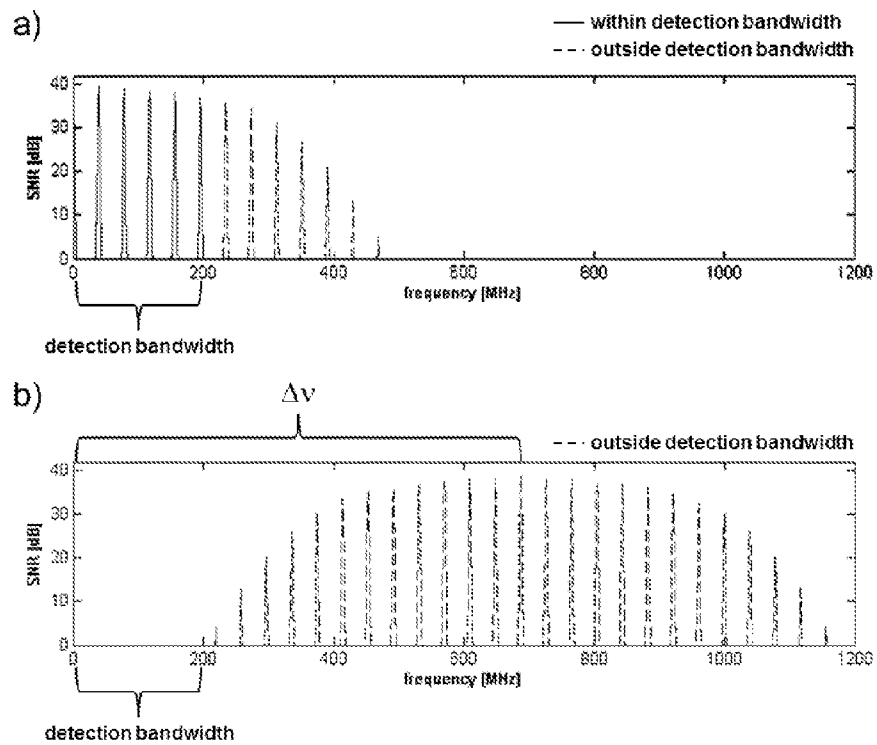 a)
within detection bandwidth
outside detection bandwidth
40
30
20
10
0
SNR [dB]
0 200 400 600 800 1000 1200
frequency [MHz]
detection bandwidth
b)
Δν
outside detection bandwidth
40
30
20
10
0
SNR [dB]
0 200 400 600 800 1000 1200
frequency [MHz]
detection bandwidth